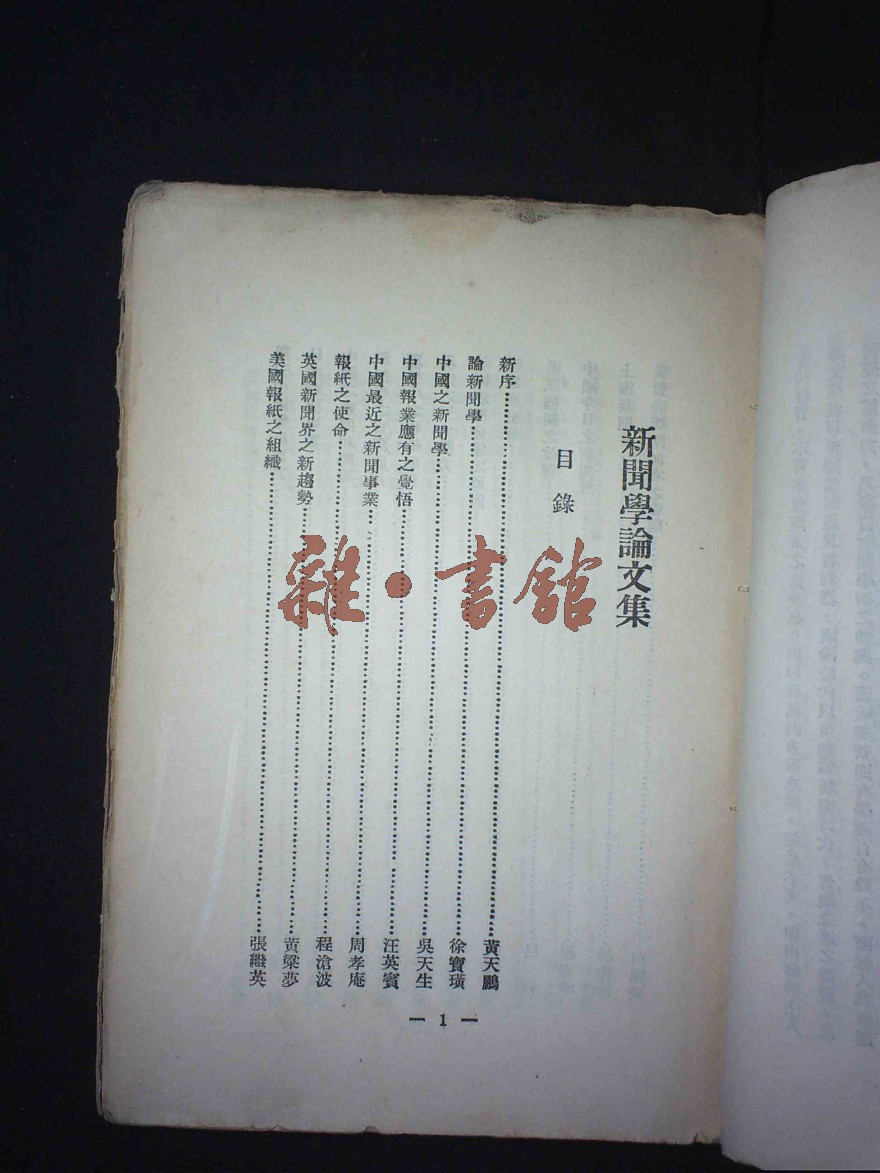 新聞學論文集
目錄
新序……黃天鵬
論新聞學……徐寶璜
中國之新聞學……吳天生
中國報業應有之覺悟……汪英賓
中國最近之新聞事業……周孝庵
報紙之使命……程滄波
英國新聞界之新趨勢……黃粱夢
美國報紙之組織……張繼英
— 1 —
雜·書館